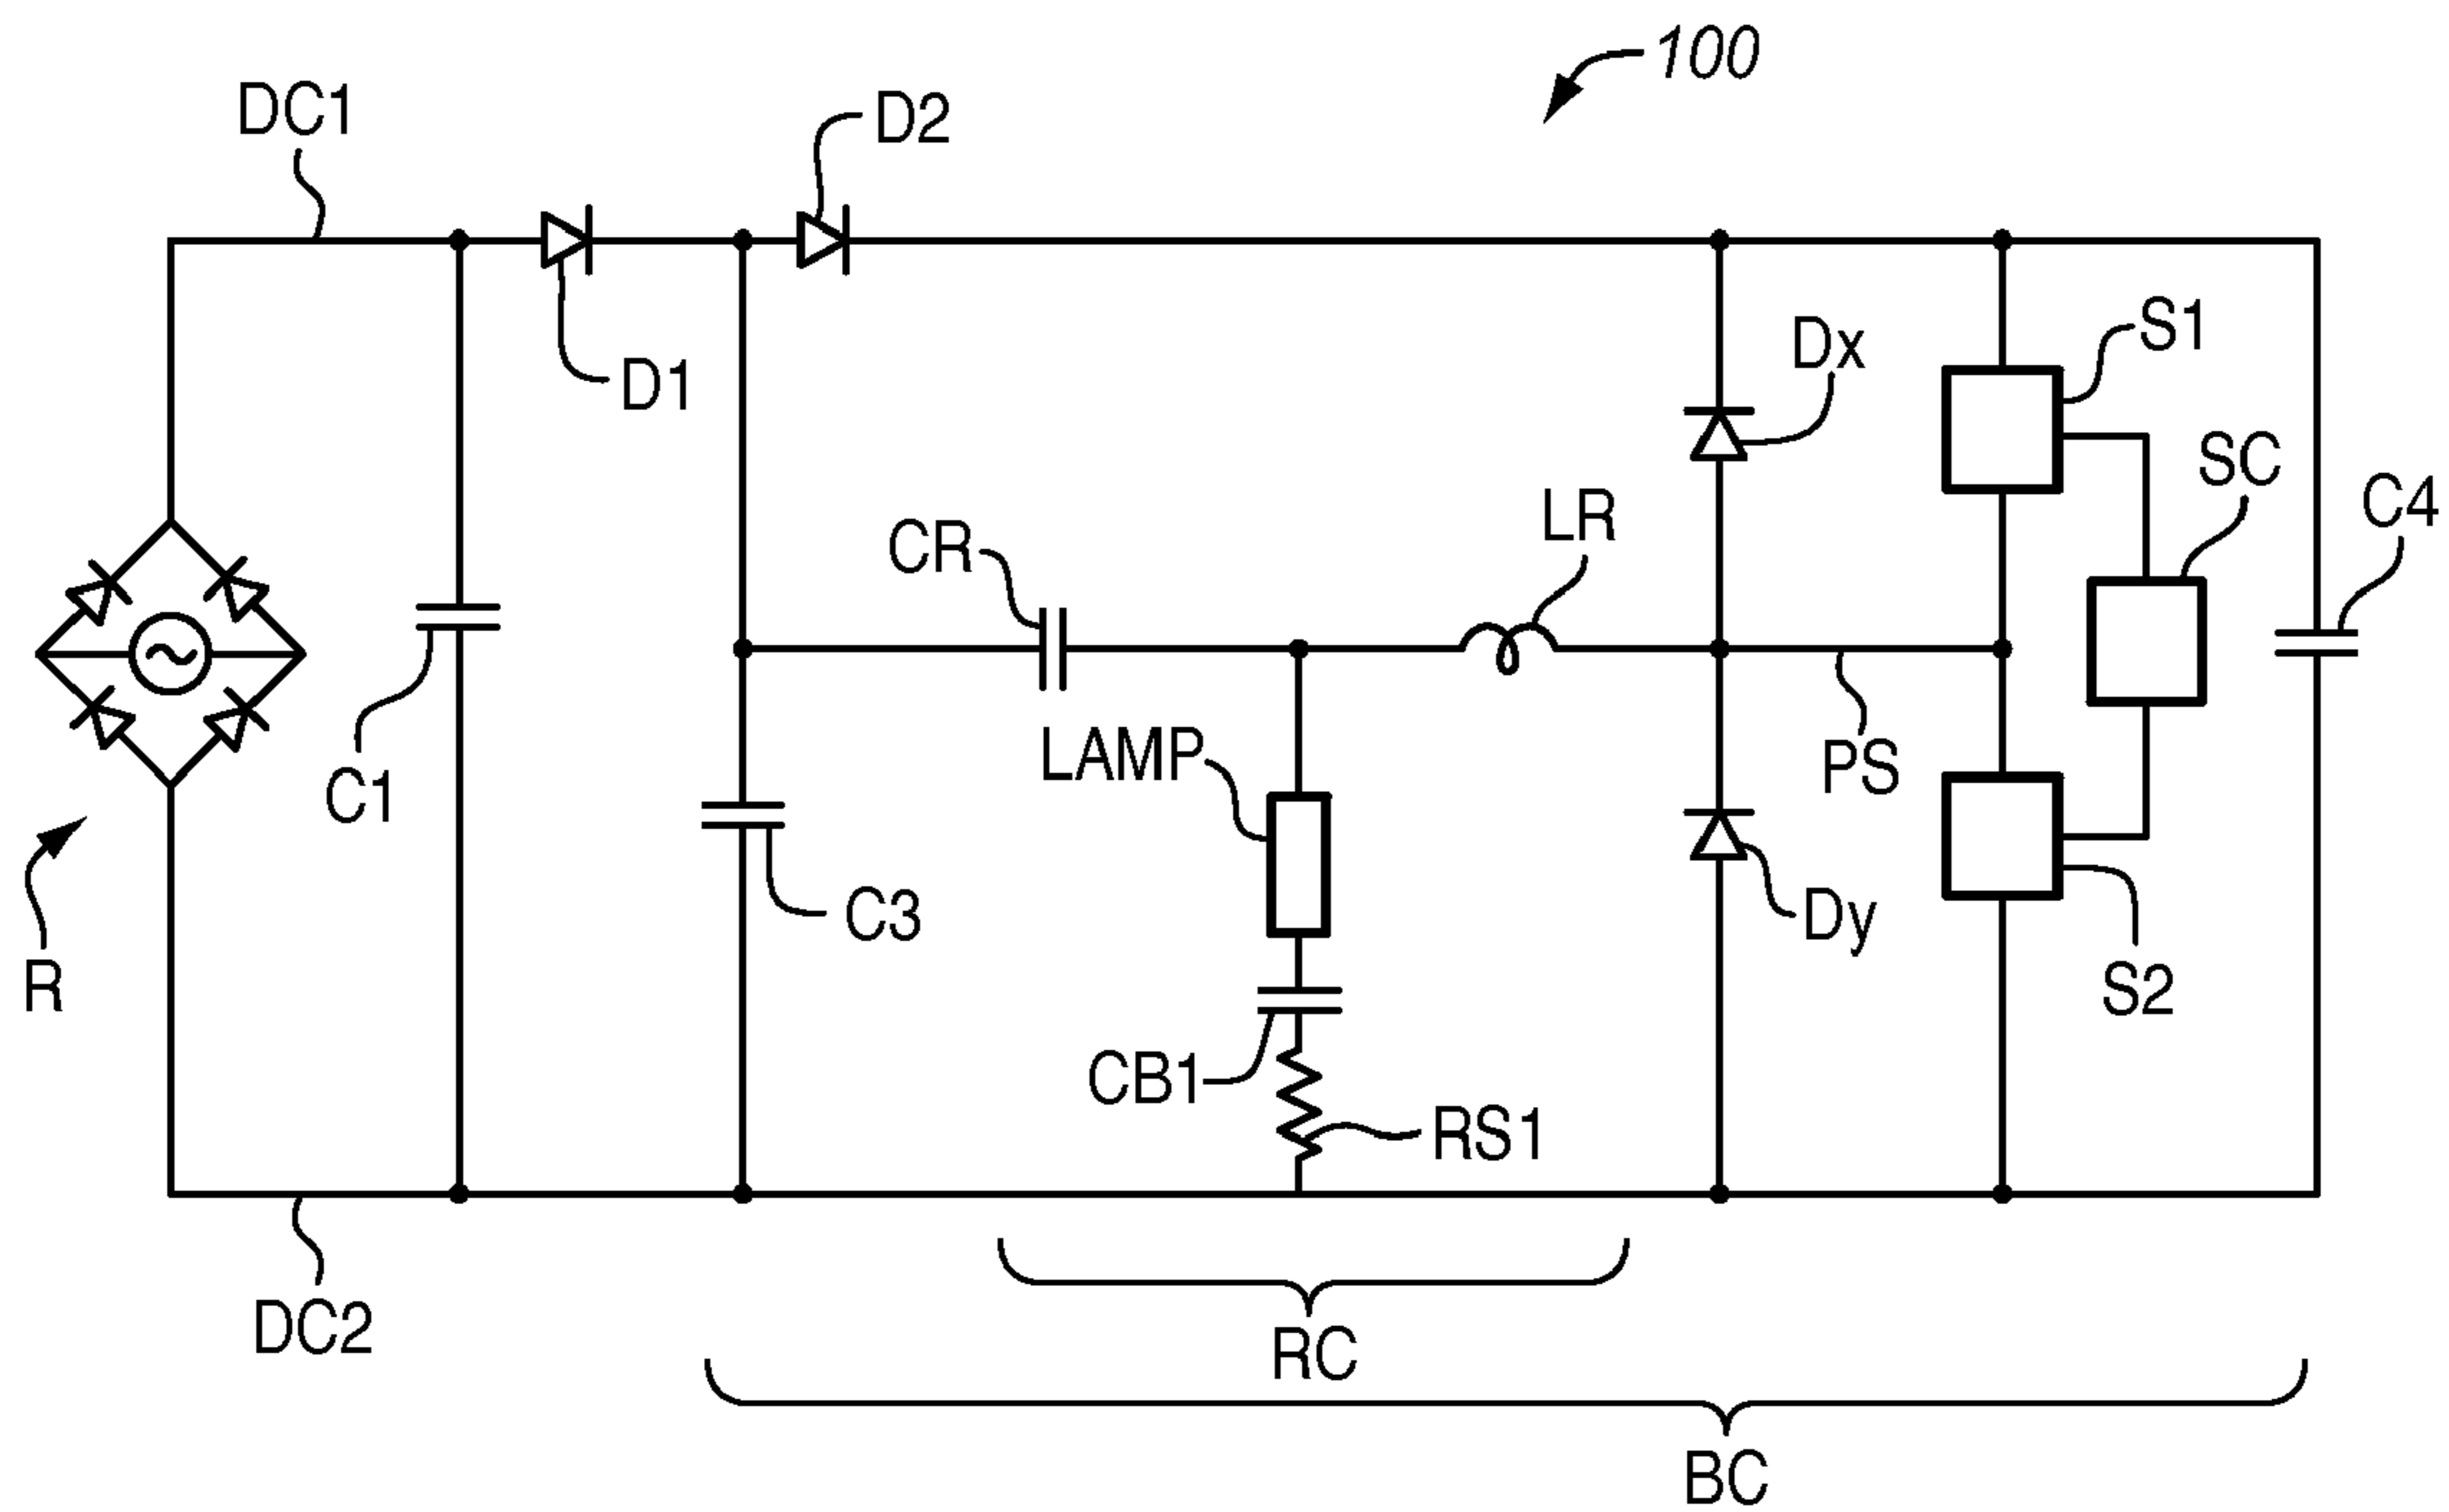 100
DC1
D2
D1
Dx
S1
SC
C4
CR
LR
LAMP
PS
C1
C3
Dy
R
S2
CB1
RS1
DC2
RC
BC